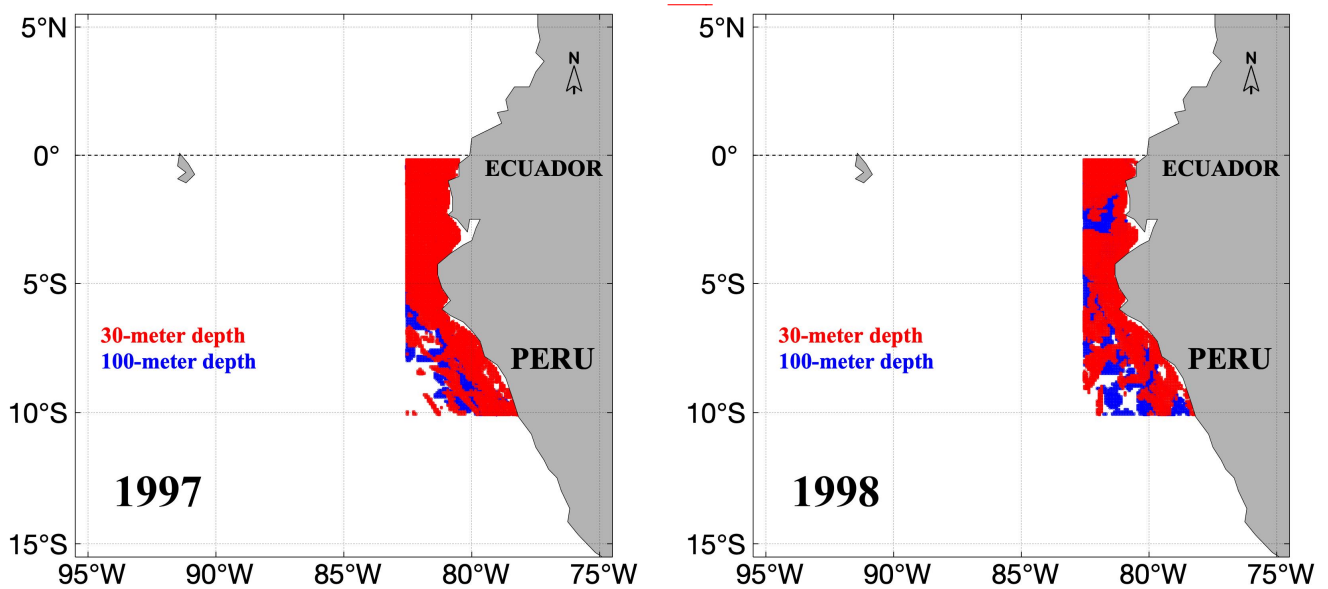 5°N
0°
5°S
10°S
15°S
95°W 90°W 85°W 80°W 75°W
N
ECUADOR
30-meter depth
100-meter depth
PERU
1997
5°N
0°
5°S
10°S
15°S
95°W 90°W 85°W 80°W 75°W
N
ECUADOR
30-meter depth
100-meter depth
PERU
1998